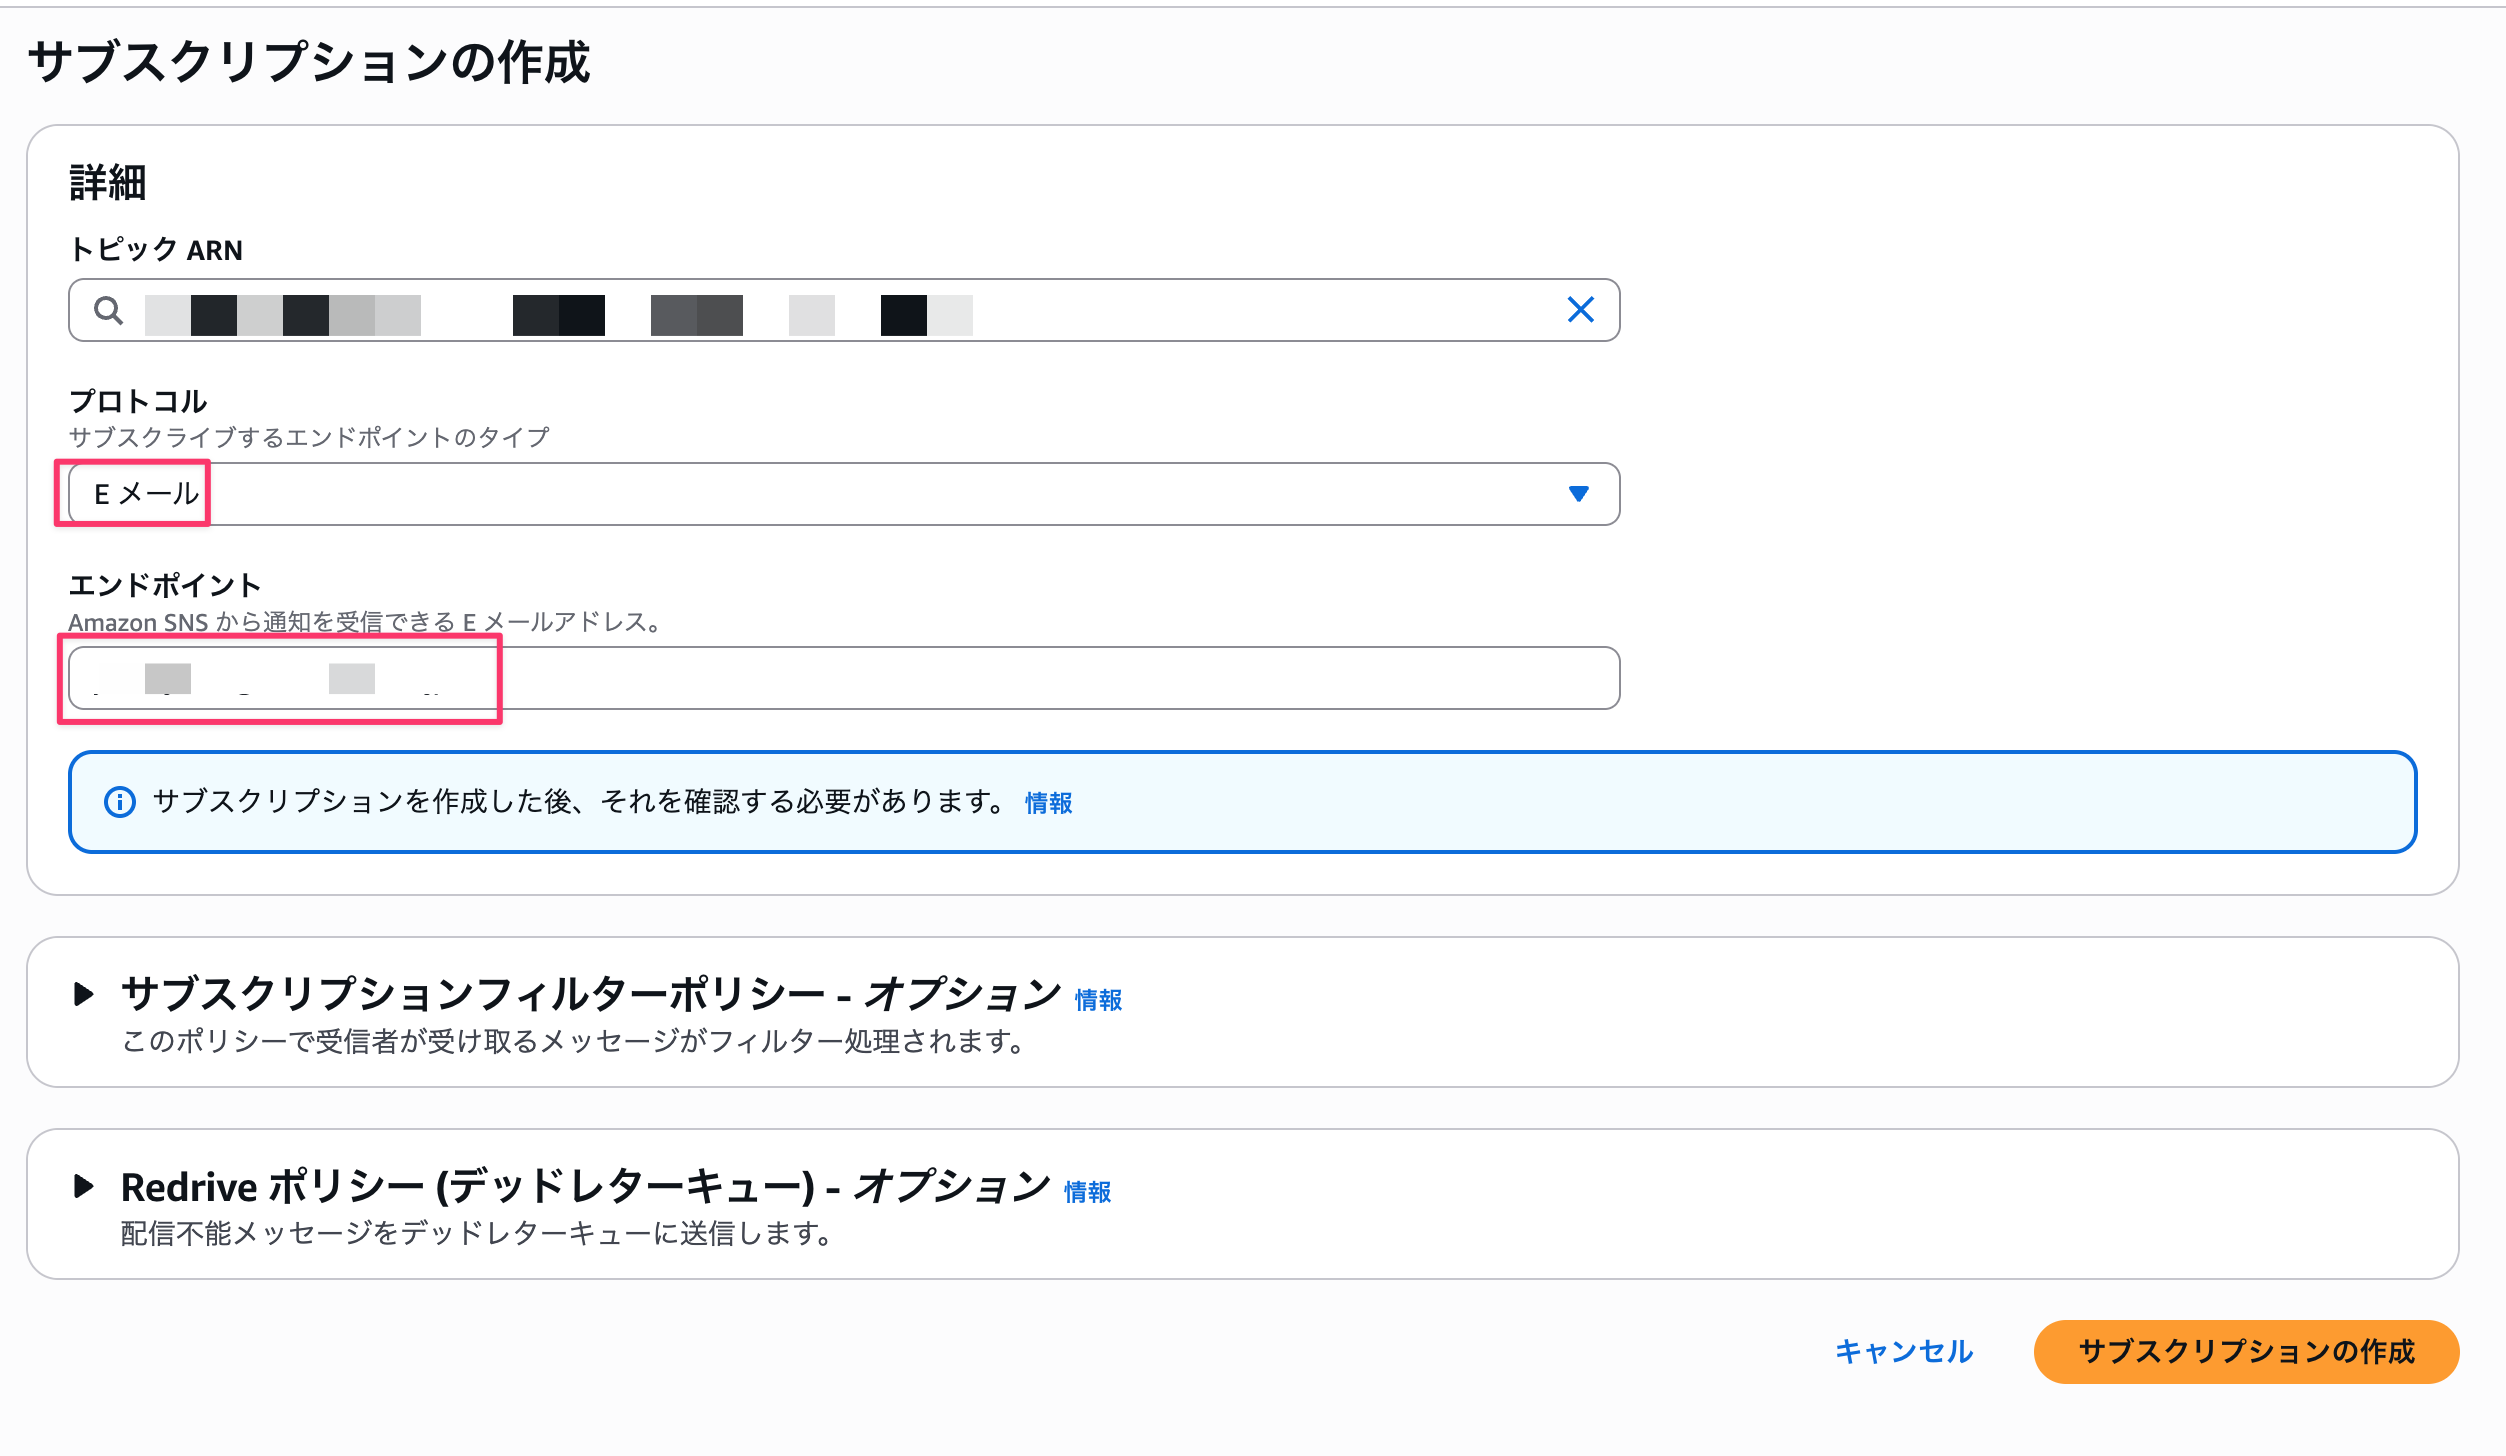 サブスクリプションの作成
詳細
トピック ARN
プロトコル
サブスクライブするエンドポイントのタイプ
E メール
エンドポイント
Amazon SNS から通知を受信できる E メールアドレス。
サブスクリプションを作成した後、それを確認する必要があります。 情報
サブスクリプションフィルターポリシー - オプション 情報
このポリシーで受信者が受け取るメッセージがフィルター処理されます。
Redrive ポリシー (デッドレターキュー) - オプション 情報
配信不能メッセージをデッドレターキューに送信します。
キャンセル
サブスクリプションの作成